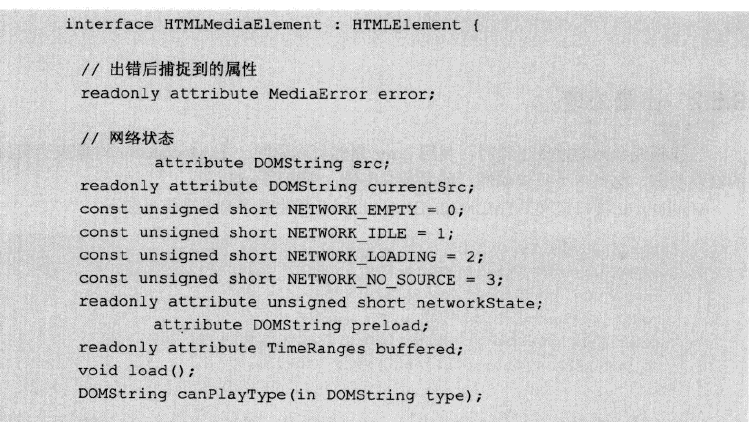 interface HTMLMediaElement : HTMLElement {
// 出错后捕捉到的属性
readonly attribute MediaError error;
// 网络状态
attribute DOMString src;
readonly attribute DOMString currentSrc;
const unsigned short NETWORK_EMPTY = 0;
const unsigned short NETWORK_IDLE = 1;
const unsigned short NETWORK_LOADING = 2;
const unsigned short NETWORK_NO_SOURCE = 3;
readonly attribute unsigned short networkState;
attribute DOMString preload;
readonly attribute TimeRanges buffered;
void load();
DOMString canPlayType(in DOMString type);